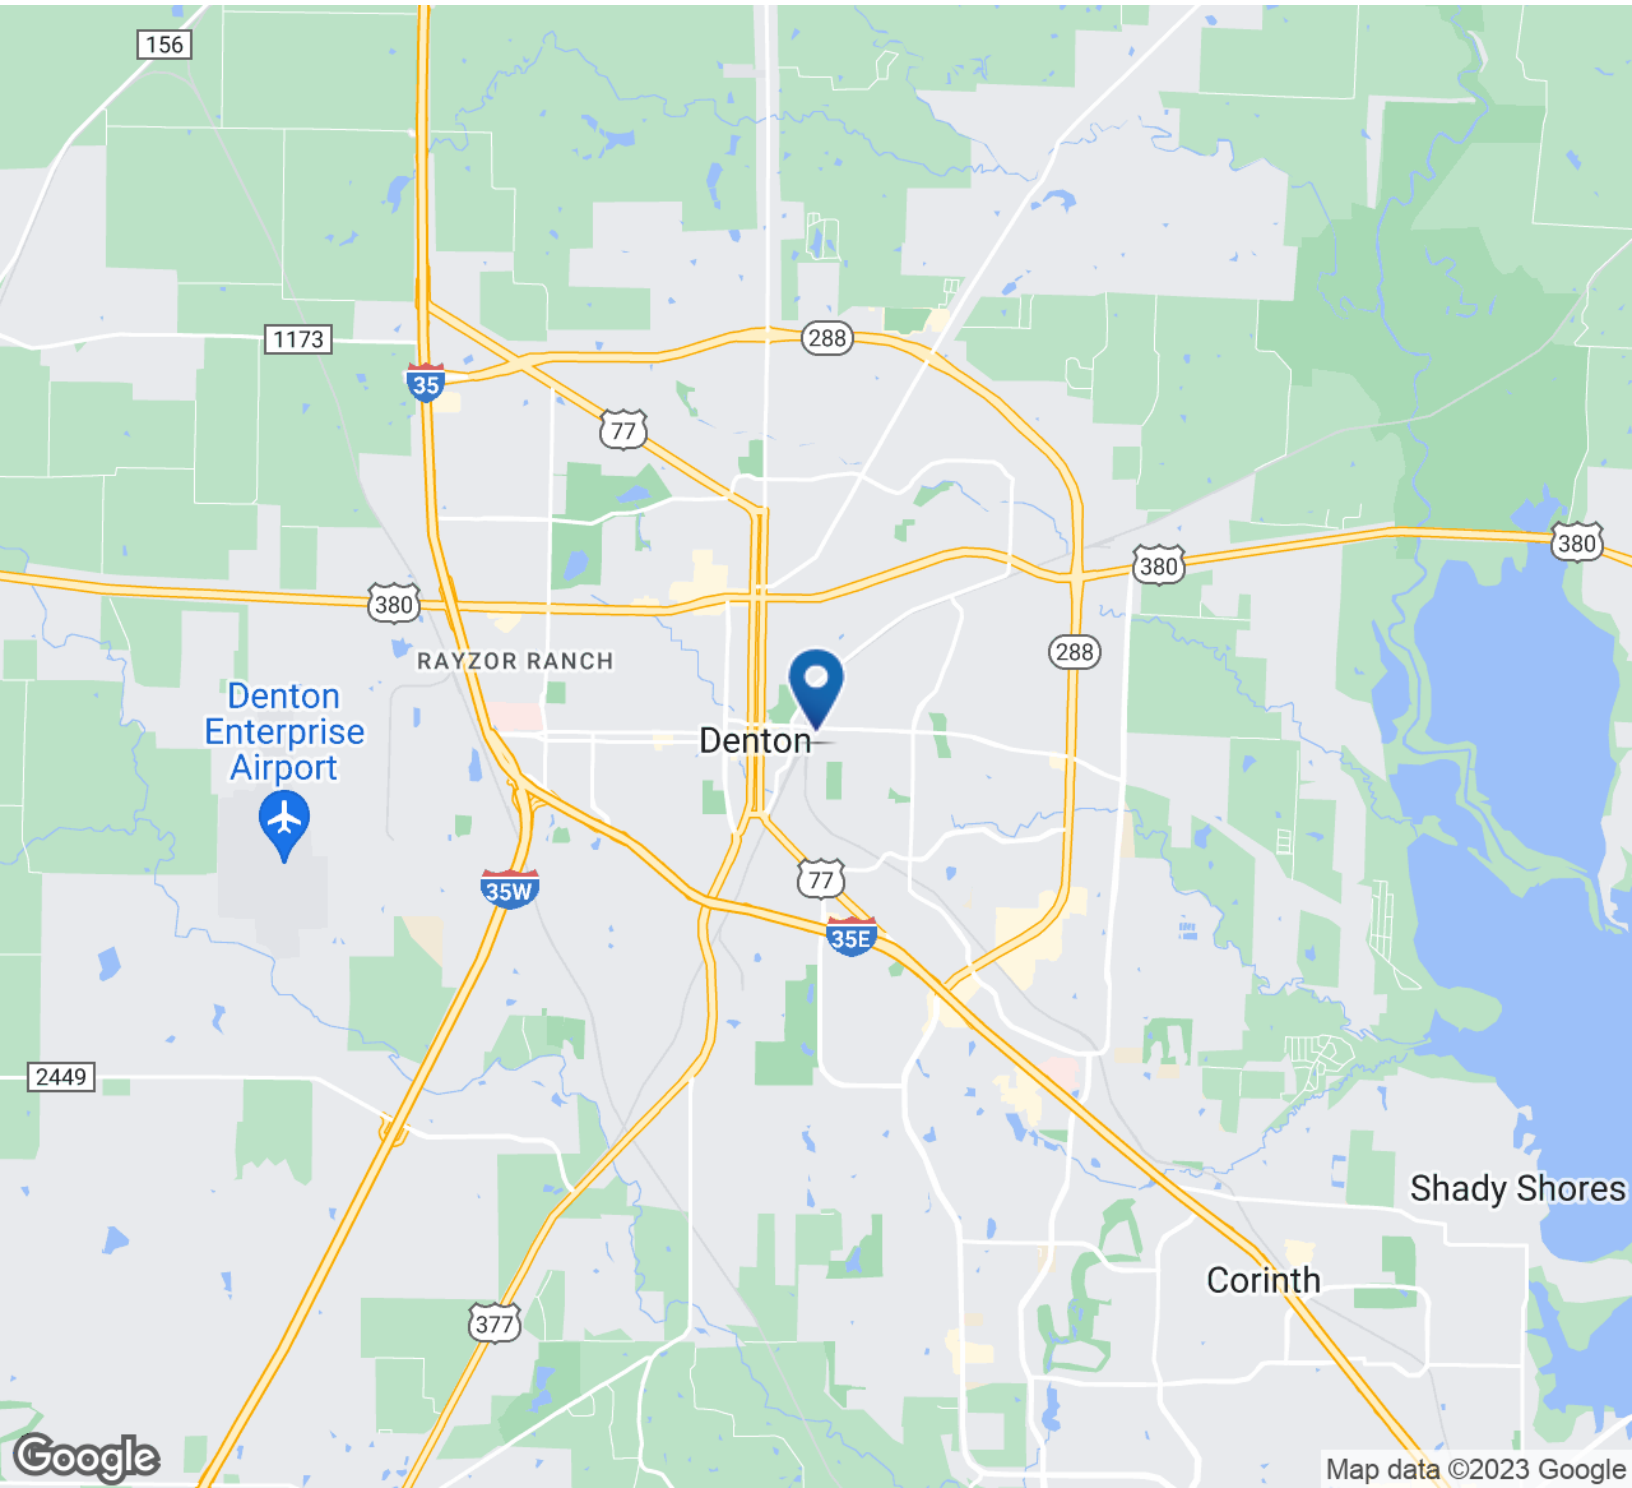 156
1173
288
35
77
380
380
380
RAYZOR RANCH
288
Denton
Enterprise
Airport
Denton
77
35W
35E
2449
Shady Shores
Corinth
377
Google
Map data ©2023 Google